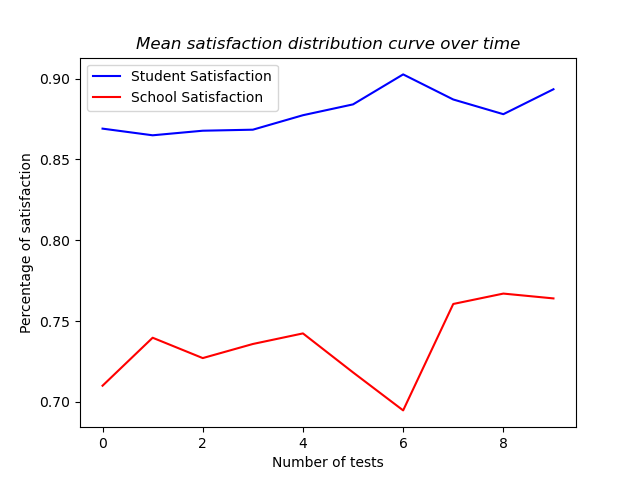 Mean satisfaction distribution curve over time
Student Satisfaction
School Satisfaction
Percentage of satisfaction
0.90
0.85
0.80
0.75
0.70
0 2 4 6 8
Number of tests